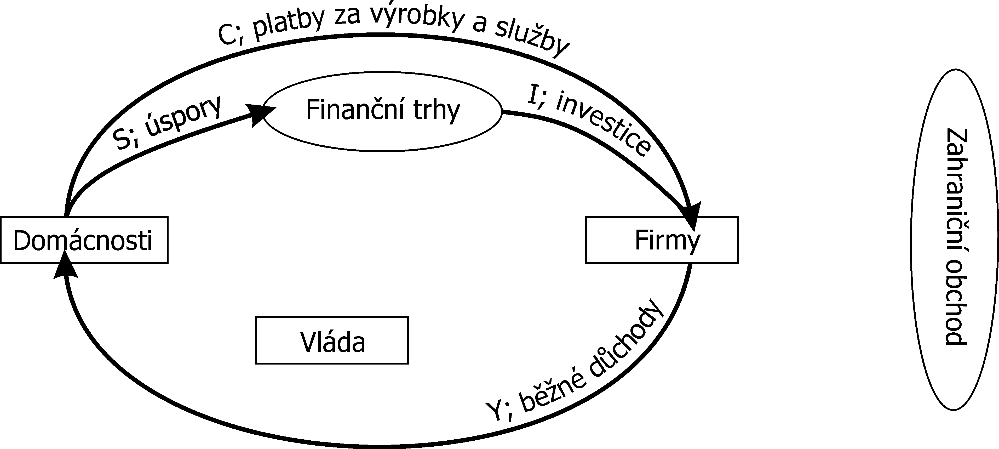 C; platby za výrobky a služby
S; úspory
Finanční trhy
I; investice
Domácnosti
Firmy
Zahraniční obchod
Vláda
Y; běžné důchody